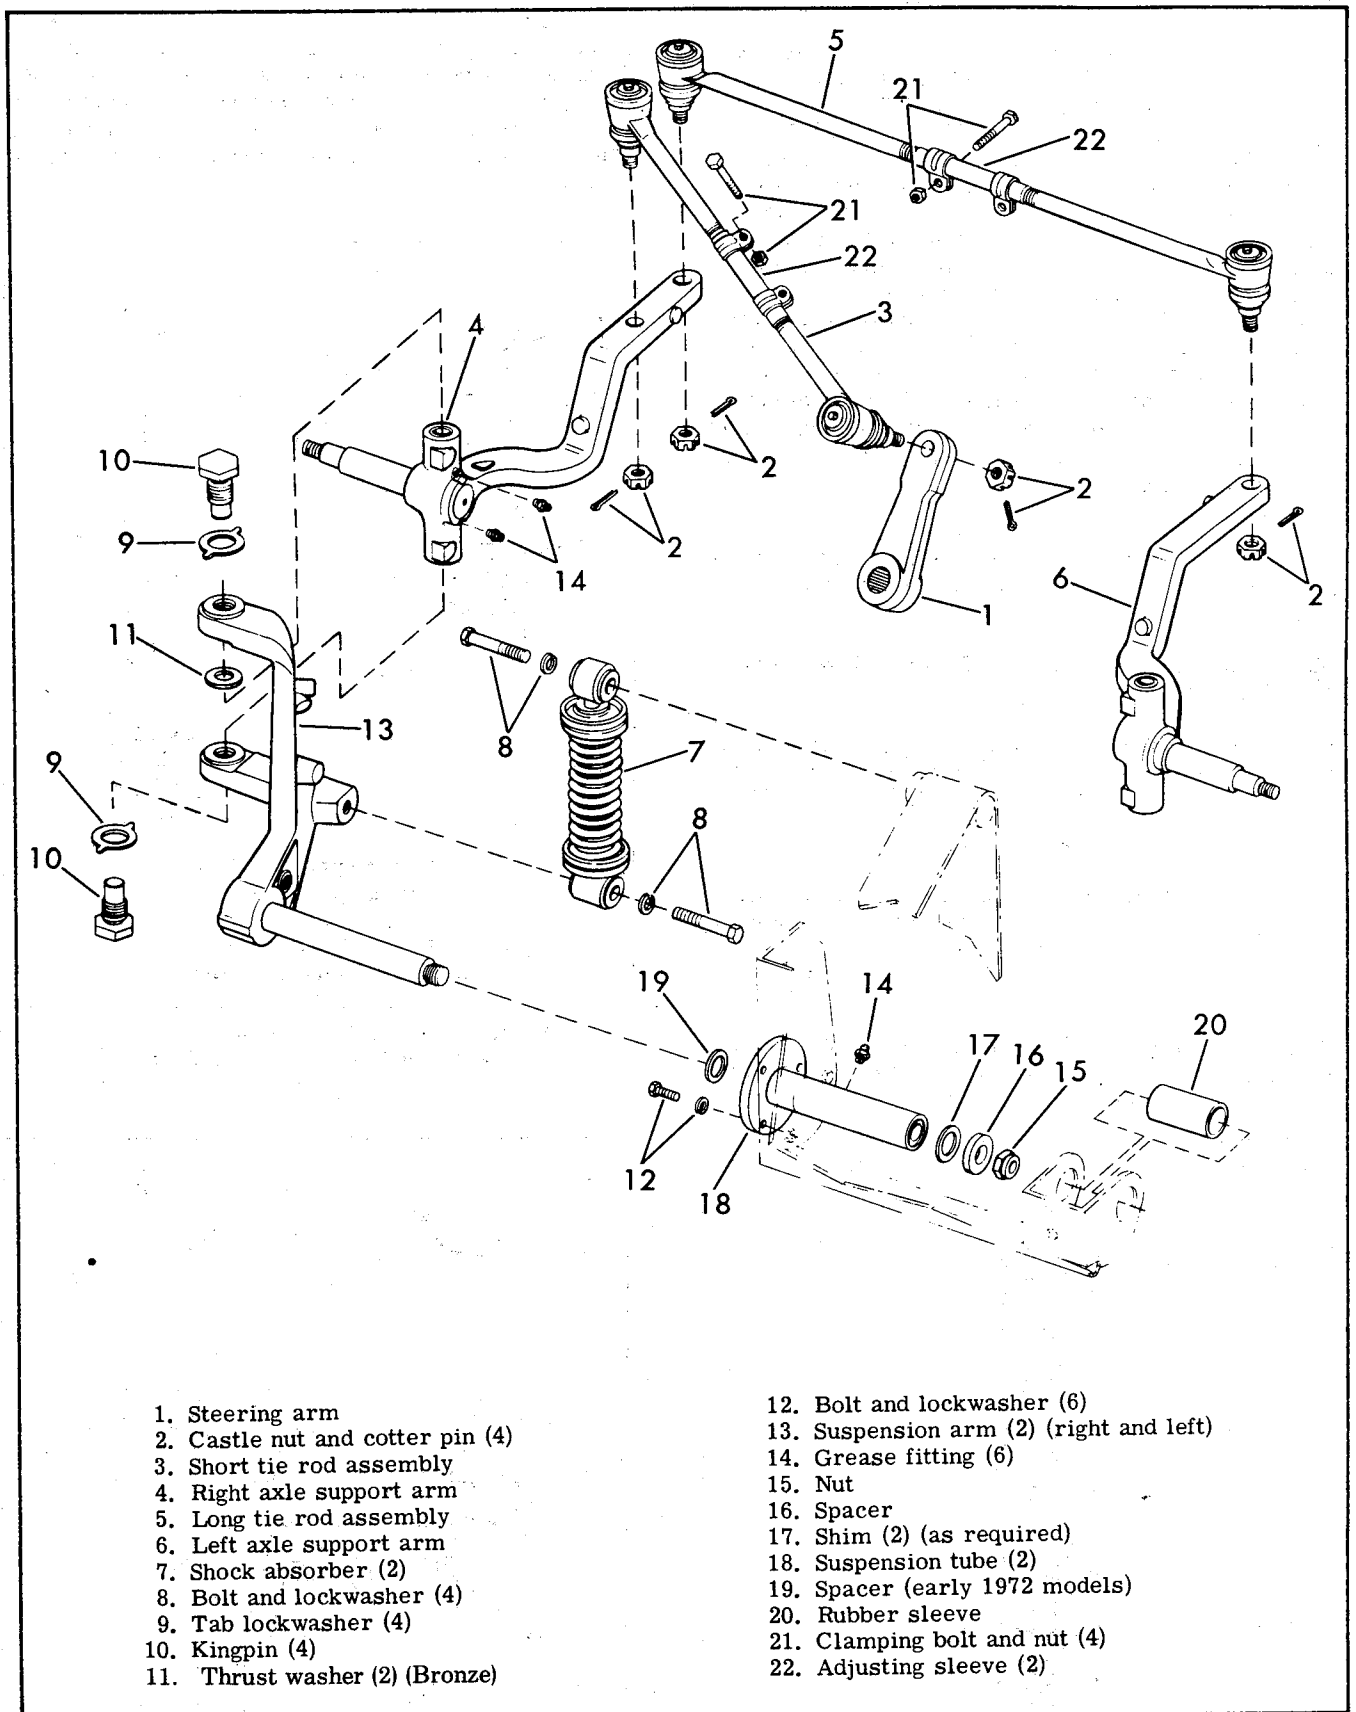 5
21
22
21
22
3
4
10
2
2
9
2
14
1
6
2
11
13
8
7
9
8
10
19
14
17
16
15
20
12
18
1. Steering arm
2. Castle nut and cotter pin (4)
3. Short tie rod assembly
4. Right axle support arm
5. Long tie rod assembly
6. Left axle support arm
7. Shock absorber (2)
8. Bolt and lockwasher (4)
9. Tab lockwasher (4)
10. Kingpin (4)
11. Thrust washer (2) (Bronze)
12. Bolt and lockwasher (6)
13. Suspension arm (2) (right and left)
14. Grease fitting (6)
15. Nut
16. Spacer
17. Shim (2) (as required)
18. Suspension tube (2)
19. Spacer (early 1972 models)
20. Rubber sleeve
21. Clamping bolt and nut (4)
22. Adjusting sleeve (2)